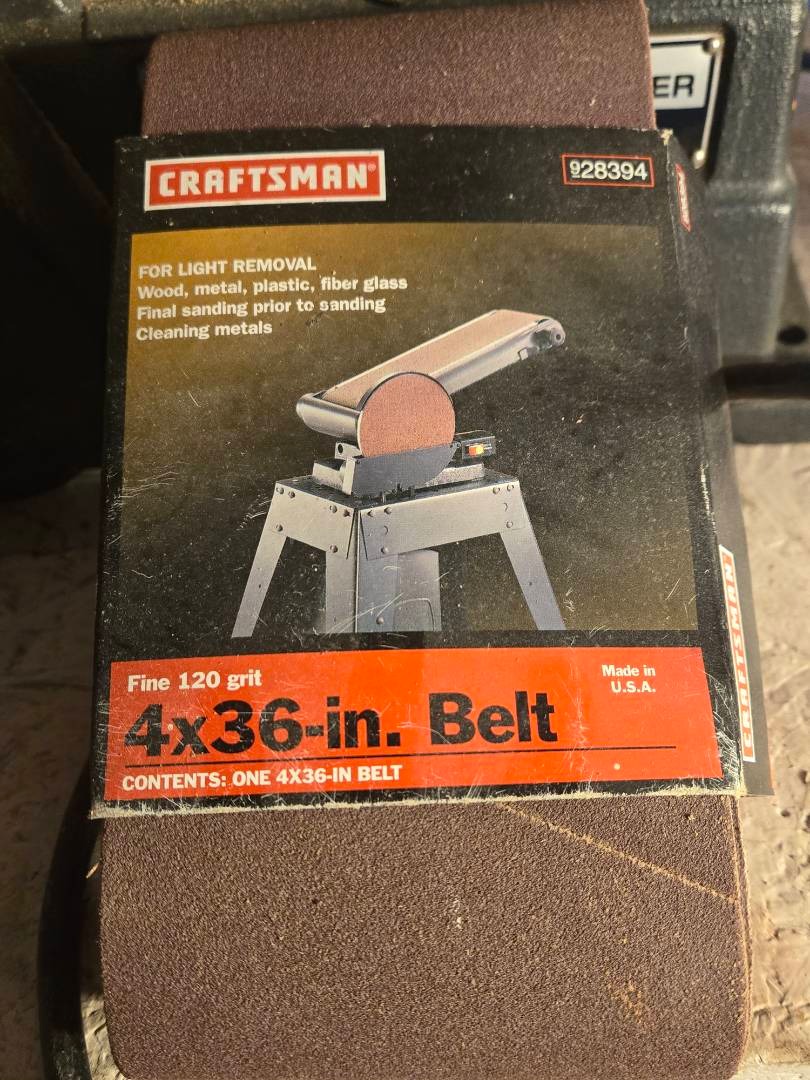 ER
CRAFTSMAN®
928394
FOR LIGHT REMOVAL
Wood, metal, plastic, fiber glass
Final sanding prior to sanding
Cleaning metals
Fine 120 grit
Made in
U.S.A.
4x36-in. Belt
CONTENTS: ONE 4X36-IN BELT
CRAFTSMAN